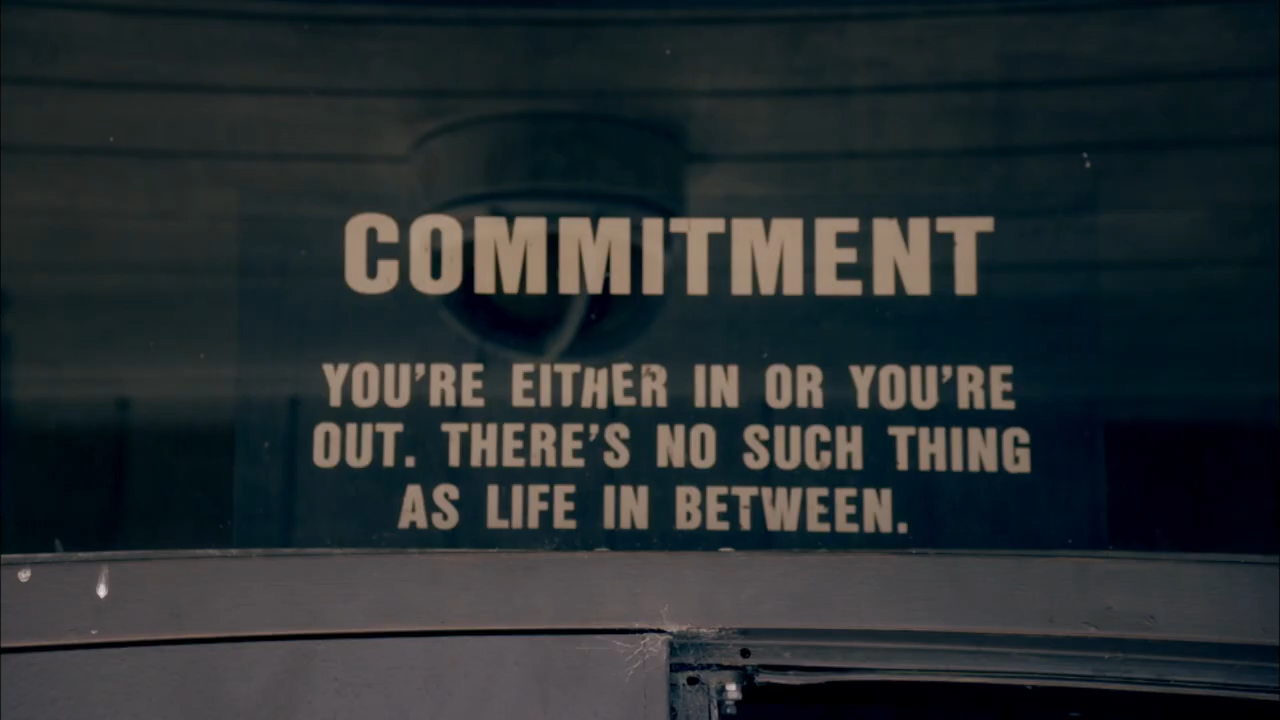 COMMITMENT
YOU'RE EITHER IN OR YOU'RE
OUT. THERE'S NO SUCH THING
AS LIFE IN BETWEEN.